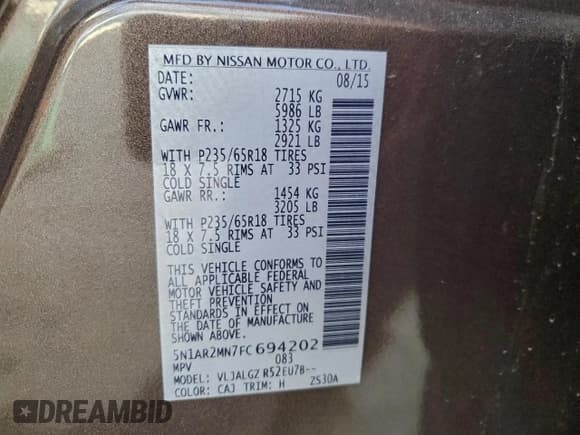 MFD BY NISSAN MOTOR CO., LTD.
DATE: 08/15
GVWR: 2715 KG
5986 LB
GAWR FR.: 1325 KG
2921 LB
WITH P235/65R18 TIRES
18 X 7.5 RIMS AT 33 PSI
COLD SINGLE
GAWR RR.: 1454 KG
3205 LB
WITH P235/65R18 TIRES
18 X 7.5 RIMS AT 33 PSI
COLD SINGLE
THIS VEHICLE CONFORMS TO
ALL APPLICABLE FEDERAL
MOTOR VEHICLE SAFETY AND
THEFT PREVENTION
STANDARDS IN EFFECT ON
THE DATE OF MANUFACTURE
5N1AR2MN7FC694202
MPV 083
MODEL: VLJALGZ R52EU7B--
COLOR: CAJ TRIM: H 2S30A
DREAMBID